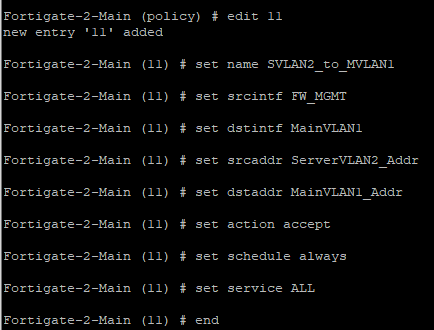 Fortigate-2-Main (policy) # edit 11
new entry '11' added
Fortigate-2-Main (11) # set name SVLAN2_to_MVLAN1
Fortigate-2-Main (11) # set srcintf FW_MGMT
Fortigate-2-Main (11) # set dstintf MainVLAN1
Fortigate-2-Main (11) # set srcaddr ServerVLAN2_Addr
Fortigate-2-Main (11) # set dstaddr MainVLAN1_Addr
Fortigate-2-Main (11) # set action accept
Fortigate-2-Main (11) # set schedule always
Fortigate-2-Main (11) # set service ALL
Fortigate-2-Main (11) # end